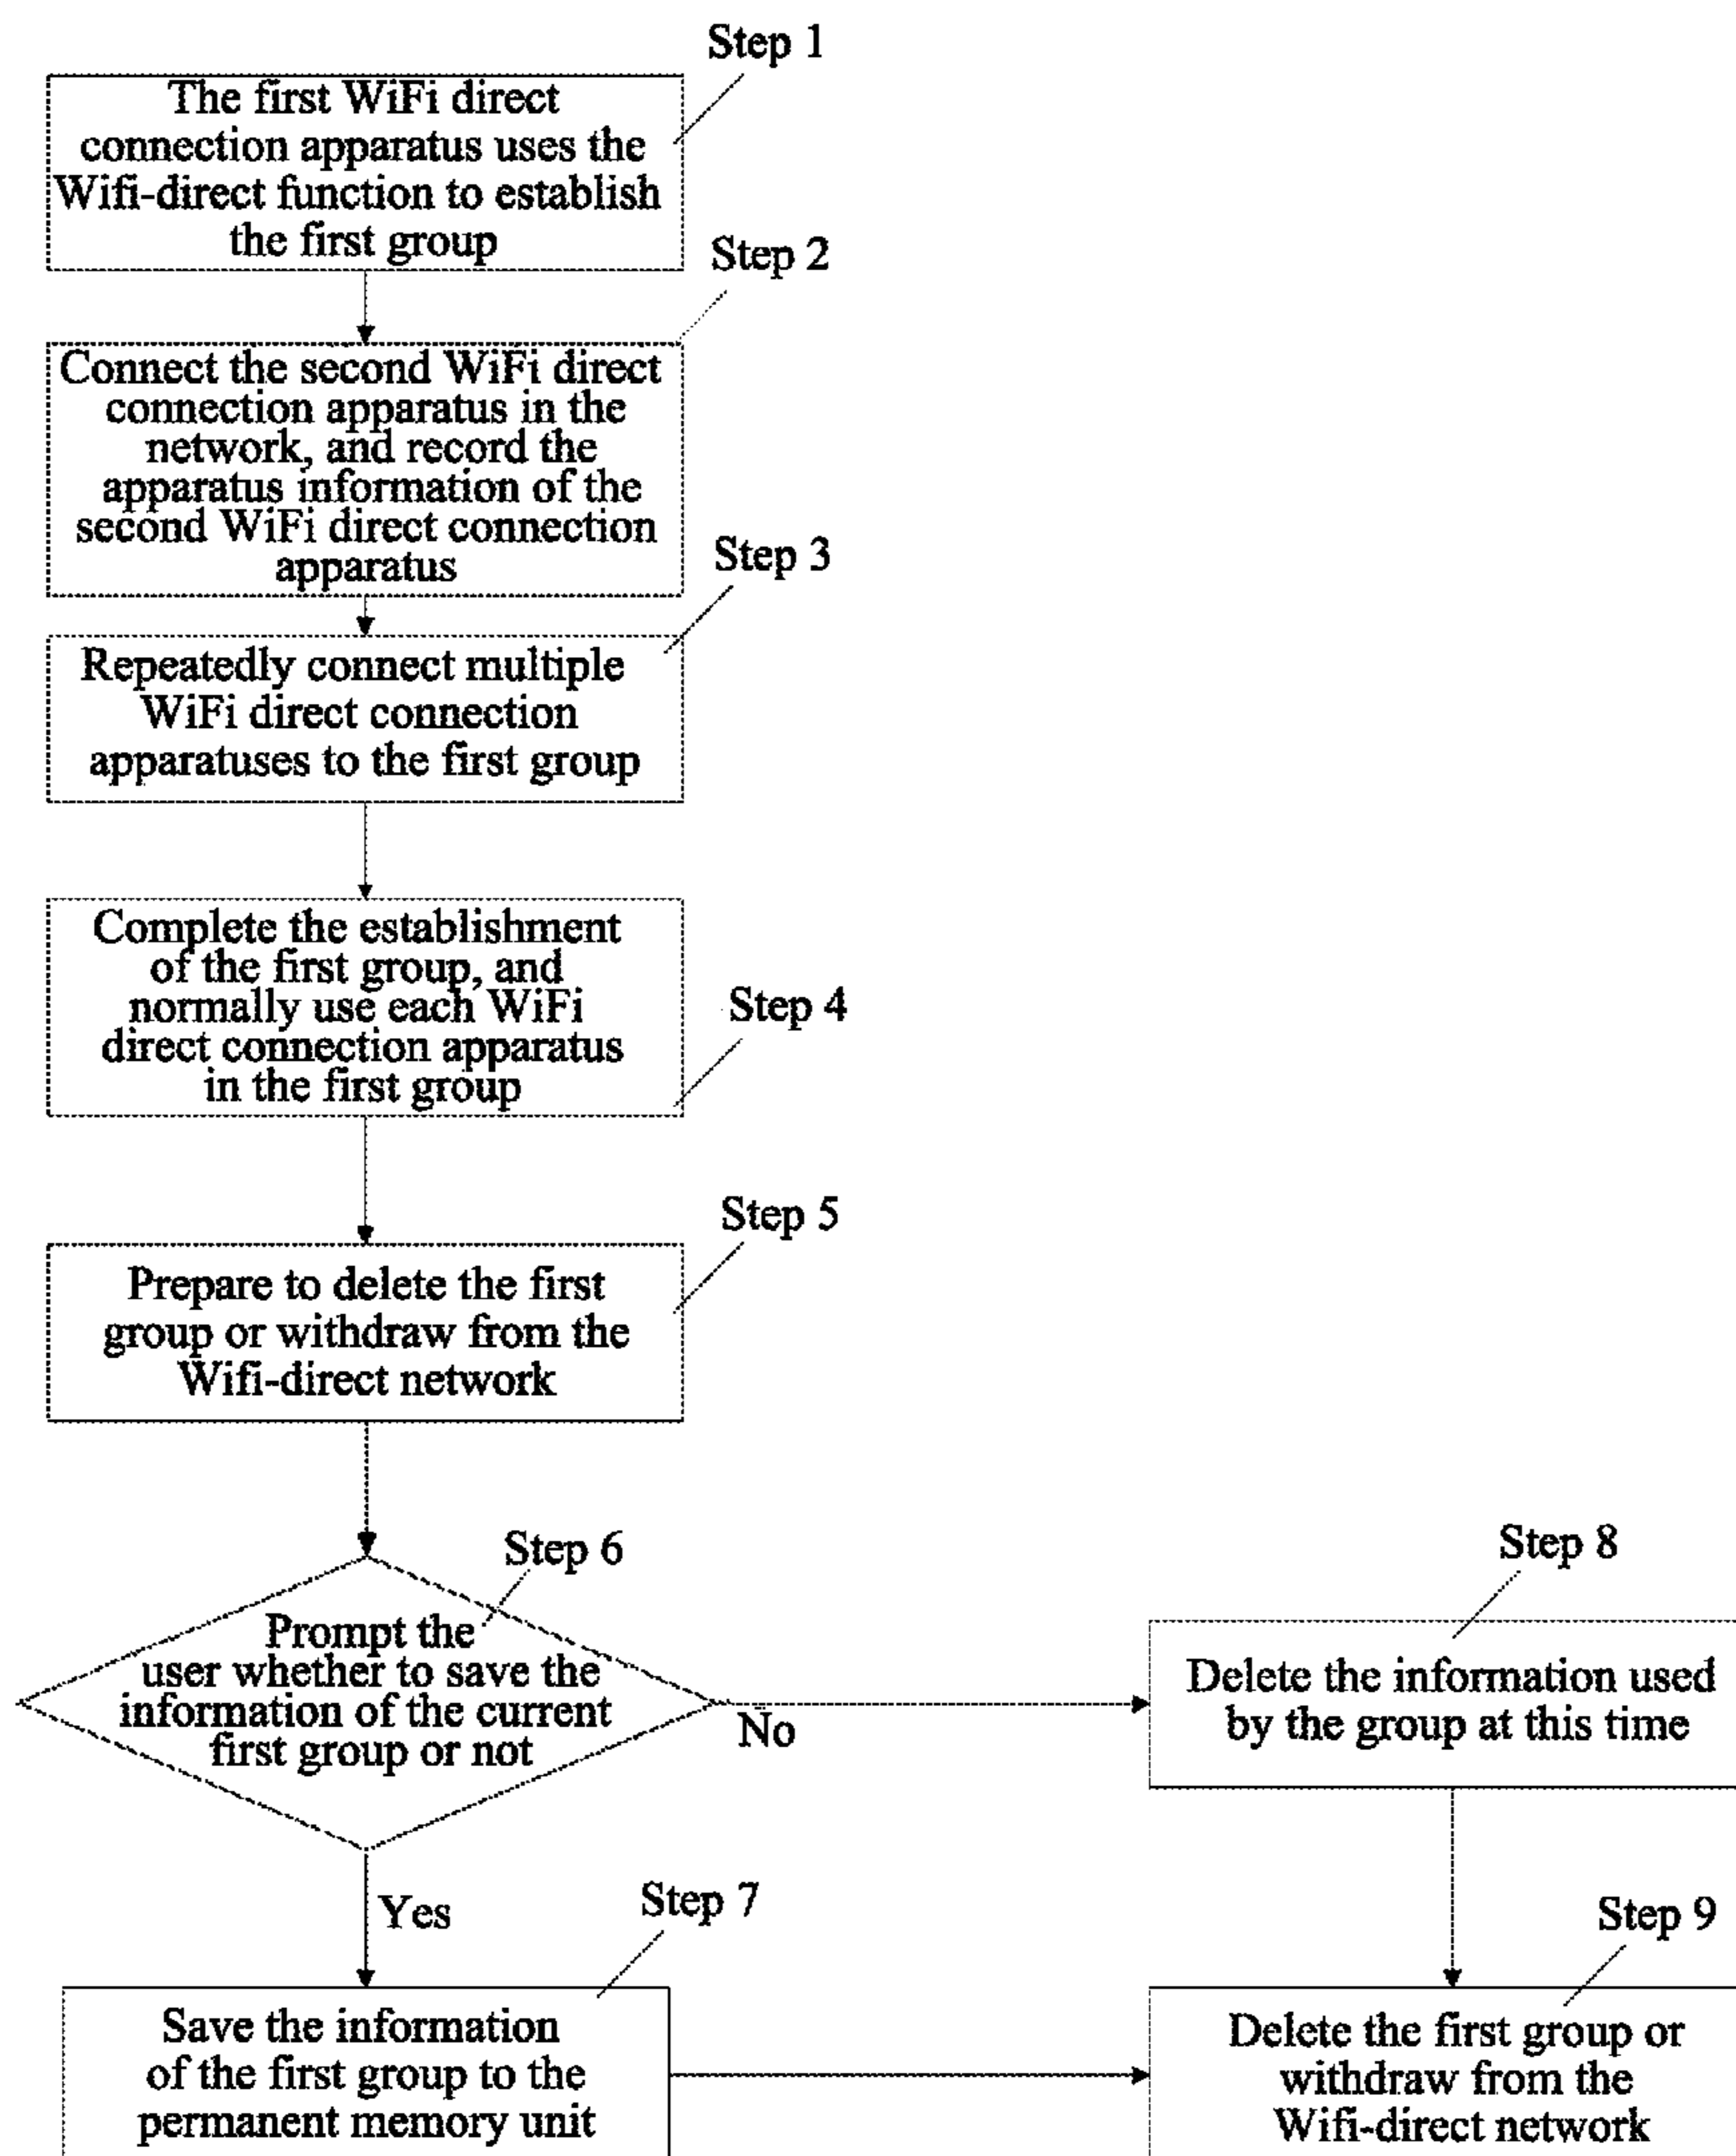 Step 1
The first WiFi direct
connection apparatus uses the
Wifi-direct function to establish
the first group
Step 2
Connect the second WiFi direct
connection apparatus in the
network, and record the
apparatus information of the
second WiFi direct connection
apparatus
Step 3
Repeatedly connect multiple
WiFi direct connection
apparatuses to the first group
Step 4
Complete the establishment
of the first group, and
normally use each WiFi
direct connection apparatus
in the first group
Step 5
Prepare to delete the first
group or withdraw from the
Wifi-direct network
Step 6
Prompt the
user whether to save the
information of the current
first group or not
No
Yes
Step 7
Save the information
of the first group to the
permanent memory unit
Step 8
Delete the information used
by the group at this time
Step 9
Delete the first group or
withdraw from the
Wifi-direct network